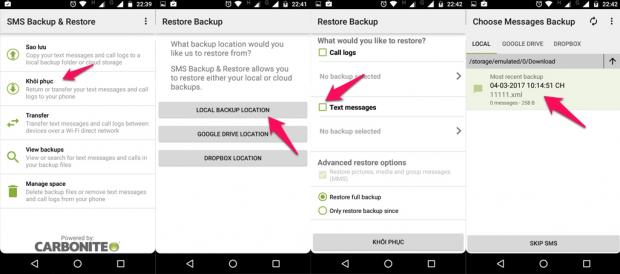 22:39
SMS Backup & Restore
Sao lưu
Copy your text messages and call logs to a
local folder or cloud storage
Khôi phục
Return or transfer your text messages and
call logs to your phone
Transfer
Transfer text messages and call logs between
devices over a Wi-Fi direct network
View backups
View or search for text messages and calls in
your backup files
Manage space
Delete backup files or remove text messages
and call logs from your phone
Powered by:
CARBONITE
22:41
Restore Backup
What backup location would you
like us to restore from?
SMS Backup & Restore allows you
to restore either your local or cloud
backups.
LOCAL BACKUP LOCATION
GOOGLE DRIVE LOCATION
DROPBOX LOCATION
22:42
Restore Backup
What would you like to restore?
Call logs
No backup selected
Text messages
No backup selected
Advanced restore options
Restore pictures, media and group messages
(MMS)
Restore full backup
Only restore backup since
KHÔI PHỤC
22:42
Choose Messages Backup
LOCAL GOOGLE DRIVE DROPBOX
/storage/emulated/0/Download
Most recent backup
04-03-2017 10:14:51 CH
11111.xml
0 messages - 258 B
SKIP SMS